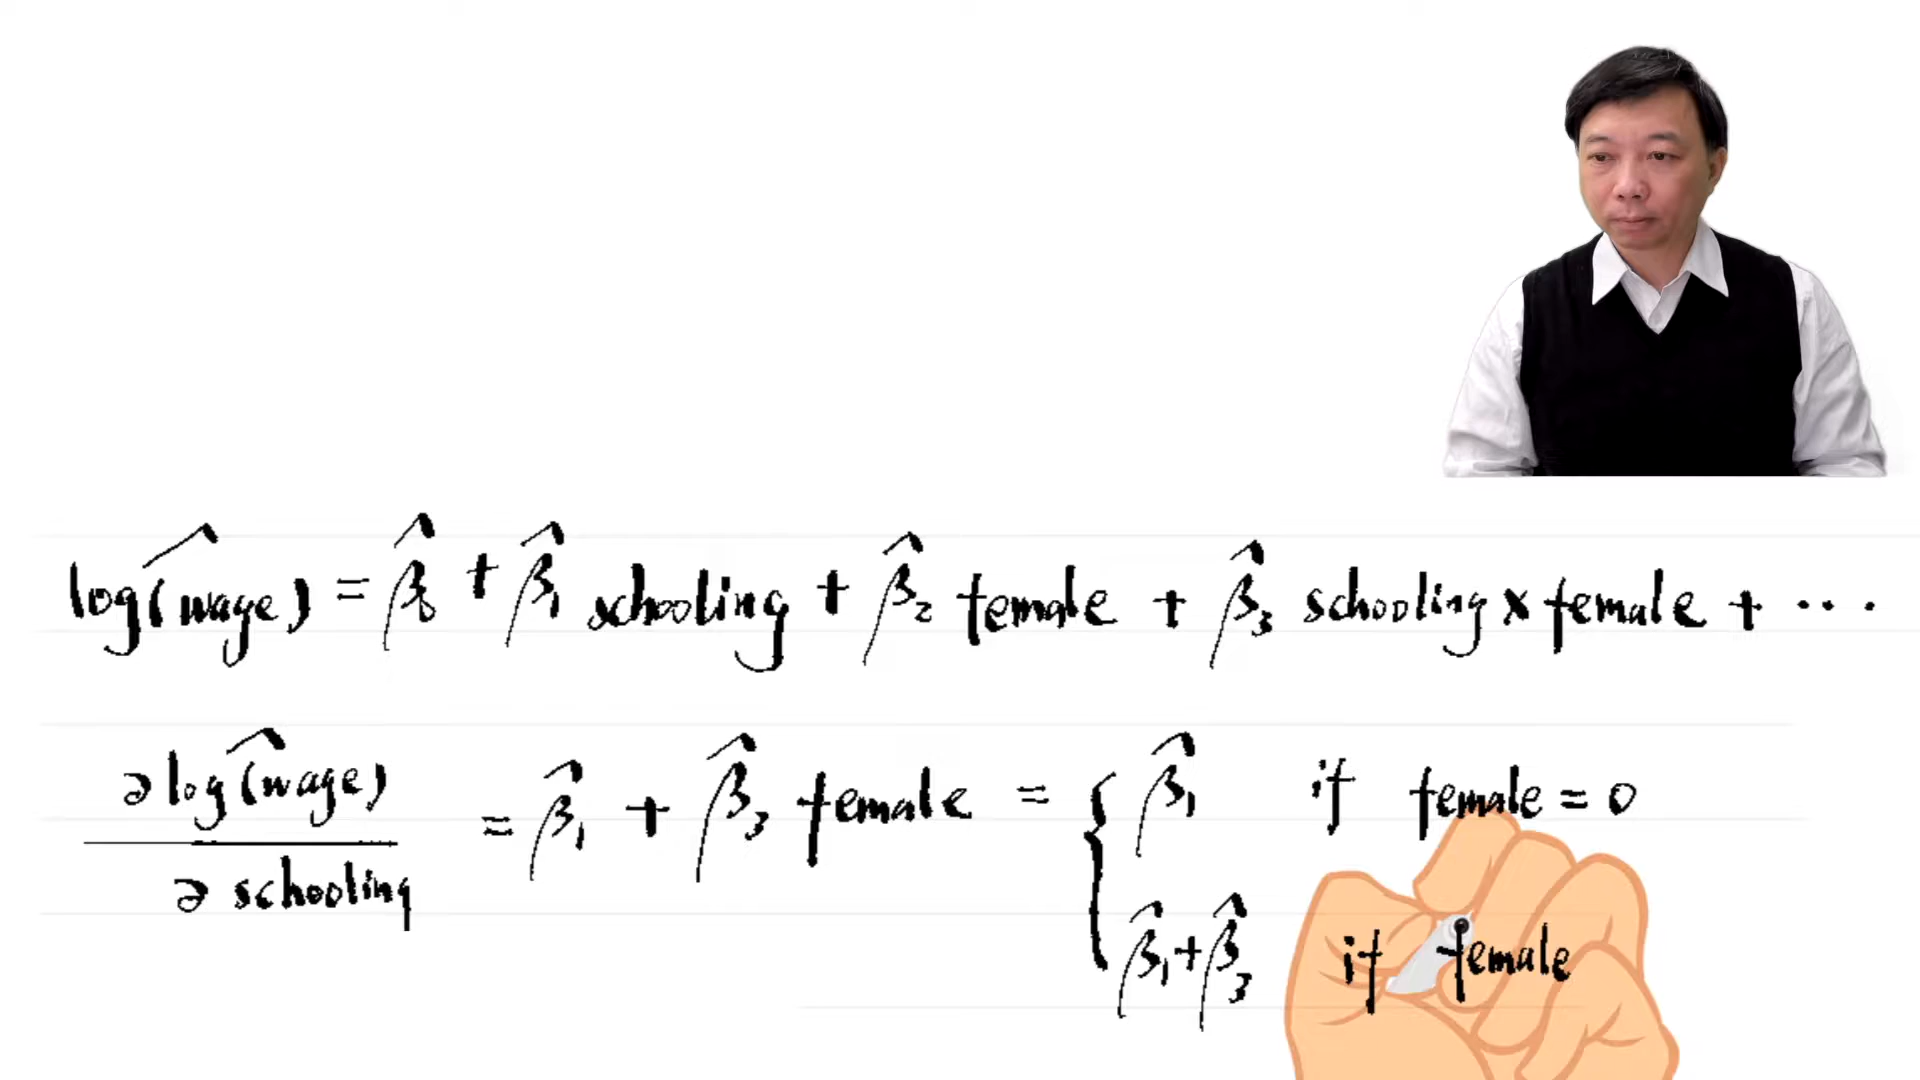 log(wage)^ = β̂₀ + β̂₁ schooling + β̂₂ female + β̂₃ schooling × female + ⋯
∂ log(wage)^ / ∂ schooling = β̂₁ + β̂₃ female = { β̂₁ if female = 0
β̂₁ + β̂₃ if female